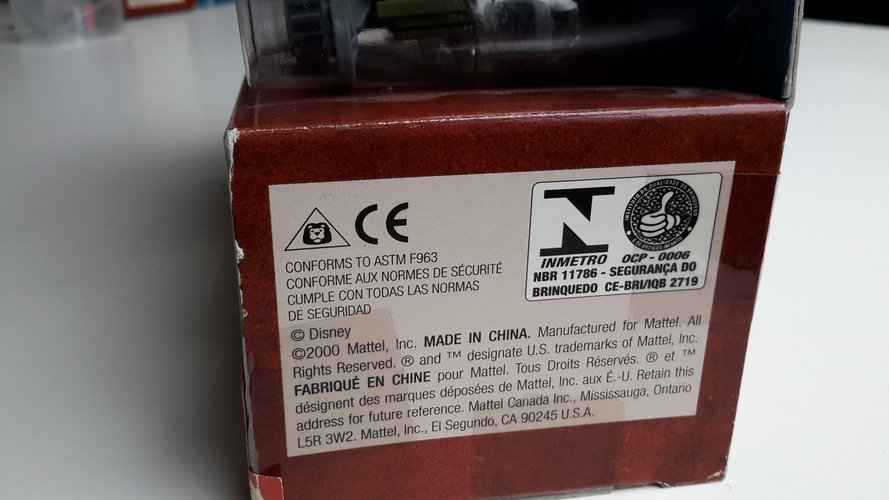 CE
CONFORMS TO ASTM F963
CONFORME AUX NORMES DE SÉCURITÉ
CUMPLE CON TODAS LAS NORMAS
DE SEGURIDAD
INMETRO
OCP - 0006
NBR 11786 - SEGURANÇA DO
BRINQUEDO CE-BRI/IQB 2719
© Disney
©2000 Mattel, Inc. MADE IN CHINA. Manufactured for Mattel. All
Rights Reserved. ® and ™ designate U.S. trademarks of Mattel, Inc.
FABRIQUÉ EN CHINE pour Mattel. Tous Droits Réservés. ® et ™
désignent des marques déposées de Mattel, Inc. aux É.-U. Retain this
address for future reference. Mattel Canada Inc., Mississauga, Ontario
L5R 3W2. Mattel, Inc., El Segundo, CA 90245 U.S.A.